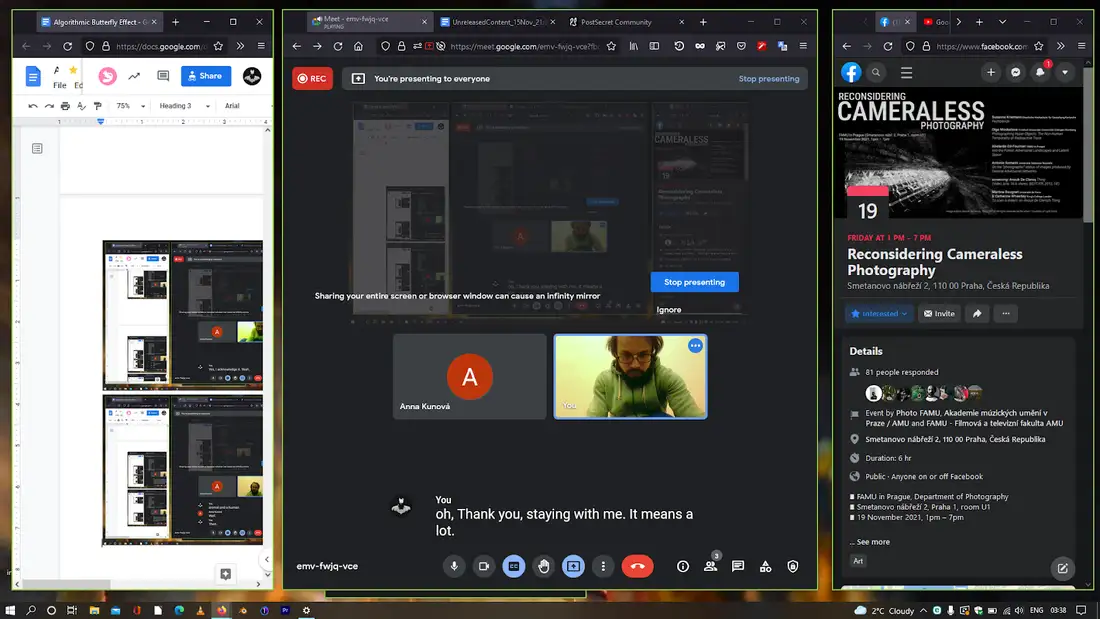 Algorithmic Butterfly Effect - G
https://docs.google.com/
File
Ed
Share
75%
Heading 3
Arial
Meet - emv-fwjq-vce
PLAYING
UnreleasedContent_15Nov_21
PostSecret Community
https://meet.google.com/emv-fwjq-vce?
REC
You're presenting to everyone
Stop presenting
Sharing your entire screen or browser window can cause an infinity mirror
Stop presenting
Ignore
A
Anna Kunová
You
You
oh, Thank you, staying with me. It means a
lot.
emv-fwjq-vce
3
Goo
https://www.facebook.com
1
RECONSIDERING
CAMERALESS
PHOTOGRAPHY
19
FRIDAY AT 1 PM – 7 PM
Reconsidering Cameraless
Photography
Smetanovo nábřeží 2, 110 00 Praha, Česká Republika
Interested
Invite
Details
81 people responded
Event by Photo FAMU, Akademie múzických umění v
Praze / AMU and FAMU - Filmová a televizní fakulta AMU
Smetanovo nábřeží 2, 110 00 Praha, Česká Republika
Duration: 6 hr
Public · Anyone on or off Facebook
FAMU in Prague, Department of Photography
Smetanovo nábřeží 2, Praha 1, room U1
19 November 2021, 1pm – 7pm
... See more
Art
2°C Cloudy
ENG
03:38